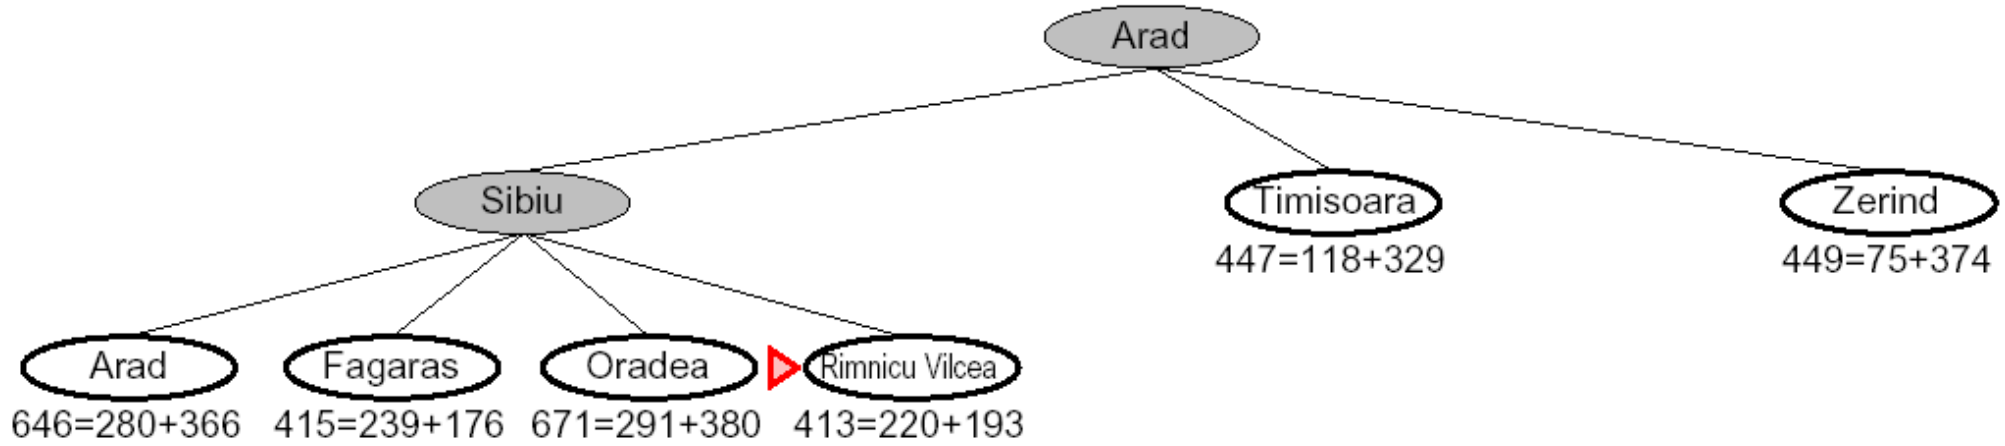 Arad
Sibiu
Timisoara
Zerind
447=118+329
449=75+374
Arad
Fagaras
Oradea
Rimnicu Vilcea
646=280+366
415=239+176
671=291+380
413=220+193